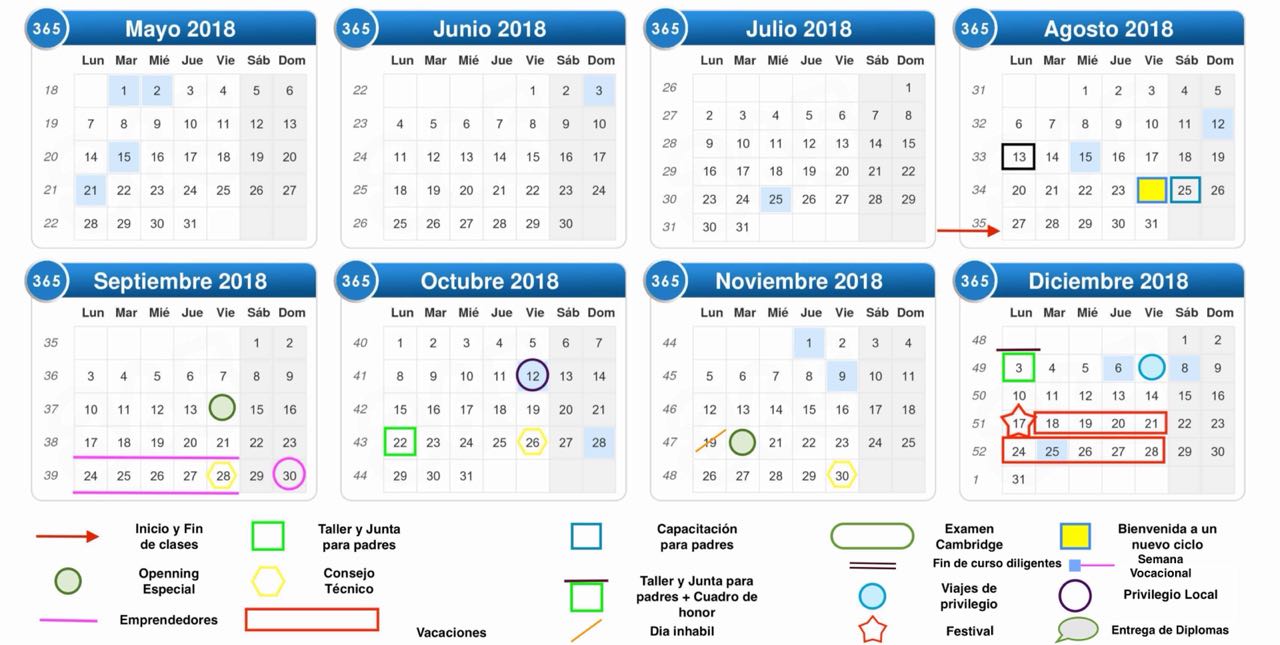 365 Mayo 2018
Lun Mar Mié Jue Vie Sáb Dom
18 1 2 3 4 5 6
19 7 8 9 10 11 12 13
20 14 15 16 17 18 19 20
21 21 22 23 24 25 26 27
22 28 29 30 31
365 Junio 2018
Lun Mar Mié Jue Vie Sáb Dom
22 1 2 3
23 4 5 6 7 8 9 10
24 11 12 13 14 15 16 17
25 18 19 20 21 22 23 24
26 25 26 27 28 29 30
365 Julio 2018
Lun Mar Mié Jue Vie Sáb Dom
26 1
27 2 3 4 5 6 7 8
28 9 10 11 12 13 14 15
29 16 17 18 19 20 21 22
30 23 24 25 26 27 28 29
31 30 31
365 Agosto 2018
Lun Mar Mié Jue Vie Sáb Dom
31 1 2 3 4 5
32 6 7 8 9 10 11 12
33 13 14 15 16 17 18 19
34 20 21 22 23 25 26
35 27 28 29 30 31
365 Septiembre 2018
Lun Mar Mié Jue Vie Sáb Dom
35 1 2
36 3 4 5 6 7 8 9
37 10 11 12 13 15 16
38 17 18 19 20 21 22 23
39 24 25 26 27 28 29 30
365 Octubre 2018
Lun Mar Mié Jue Vie Sáb Dom
40 1 2 3 4 5 6 7
41 8 9 10 11 12 13 14
42 15 16 17 18 19 20 21
43 22 23 24 25 26 27 28
44 29 30 31
365 Noviembre 2018
Lun Mar Mié Jue Vie Sáb Dom
44 1 2 3 4
45 5 6 7 8 9 10 11
46 12 13 14 15 16 17 18
47 19 21 22 23 24 25
48 26 27 28 29 30
365 Diciembre 2018
Lun Mar Mié Jue Vie Sáb Dom
48 1 2
49 3 4 5 6 8 9
50 10 11 12 13 14 15 16
51 17 18 19 20 21 22 23
52 24 25 26 27 28 29 30
1 31
Inicio y Fin
de clases
Taller y Junta
para padres
Capacitación
para padres
Examen
Cambridge
Bienvenida a un
nuevo ciclo
Openning
Especial
Consejo
Técnico
Taller y Junta para
padres + Cuadro de
honor
Fin de curso diligentes
Semana
Vocacional
Viajes de
privilegio
Privilegio Local
Emprendedores
Vacaciones
Dia inhabil
Festival
Entrega de Diplomas